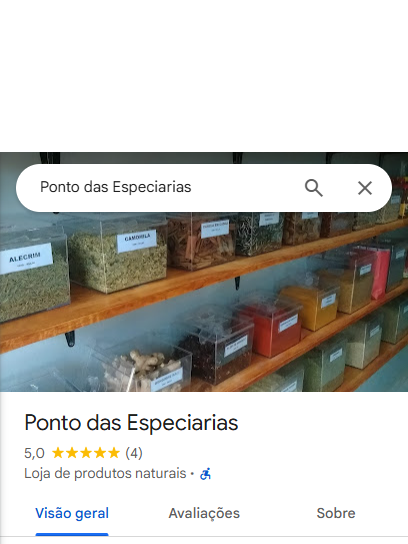 Ponto das Especiarias
ALECRIM
CAMOMILA
Ponto das Especiarias
5,0 (4)
Loja de produtos naturais ·
Visão geral
Avaliações
Sobre